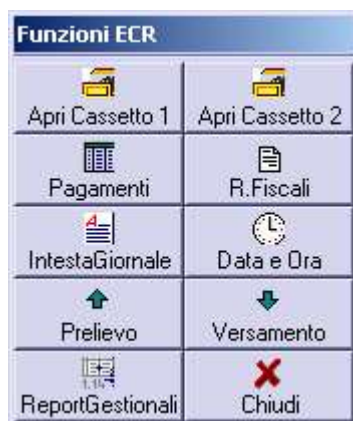 Funzioni ECR
Apri Cassetto 1
Apri Cassetto 2
Pagamenti
R.Fiscali
IntestaGiornale
Data e Ora
Prelievo
Versamento
ReportGestionali
Chiudi